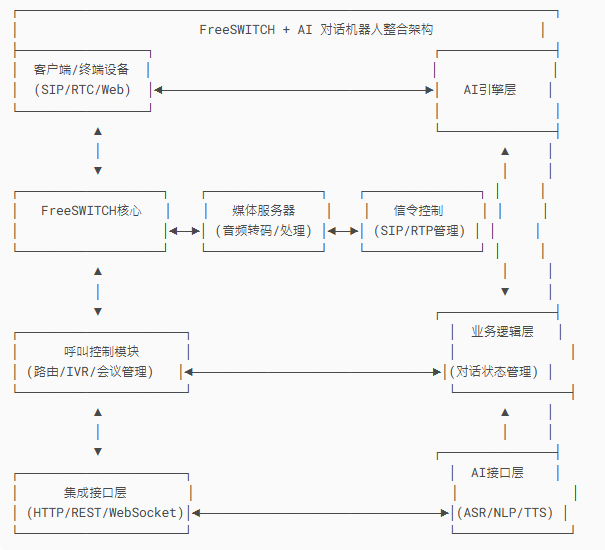 FreeSWITCH + AI 对话机器人整合架构
客户端/终端设备
(SIP/RTC/Web)
AI引擎层
FreeSWITCH核心
媒体服务器
(音频转码/处理)
信令控制
(SIP/RTP管理)
呼叫控制模块
(路由/IVR/会议管理)
业务逻辑层
(对话状态管理)
集成接口层
(HTTP/REST/WebSocket)
AI接口层
(ASR/NLP/TTS)